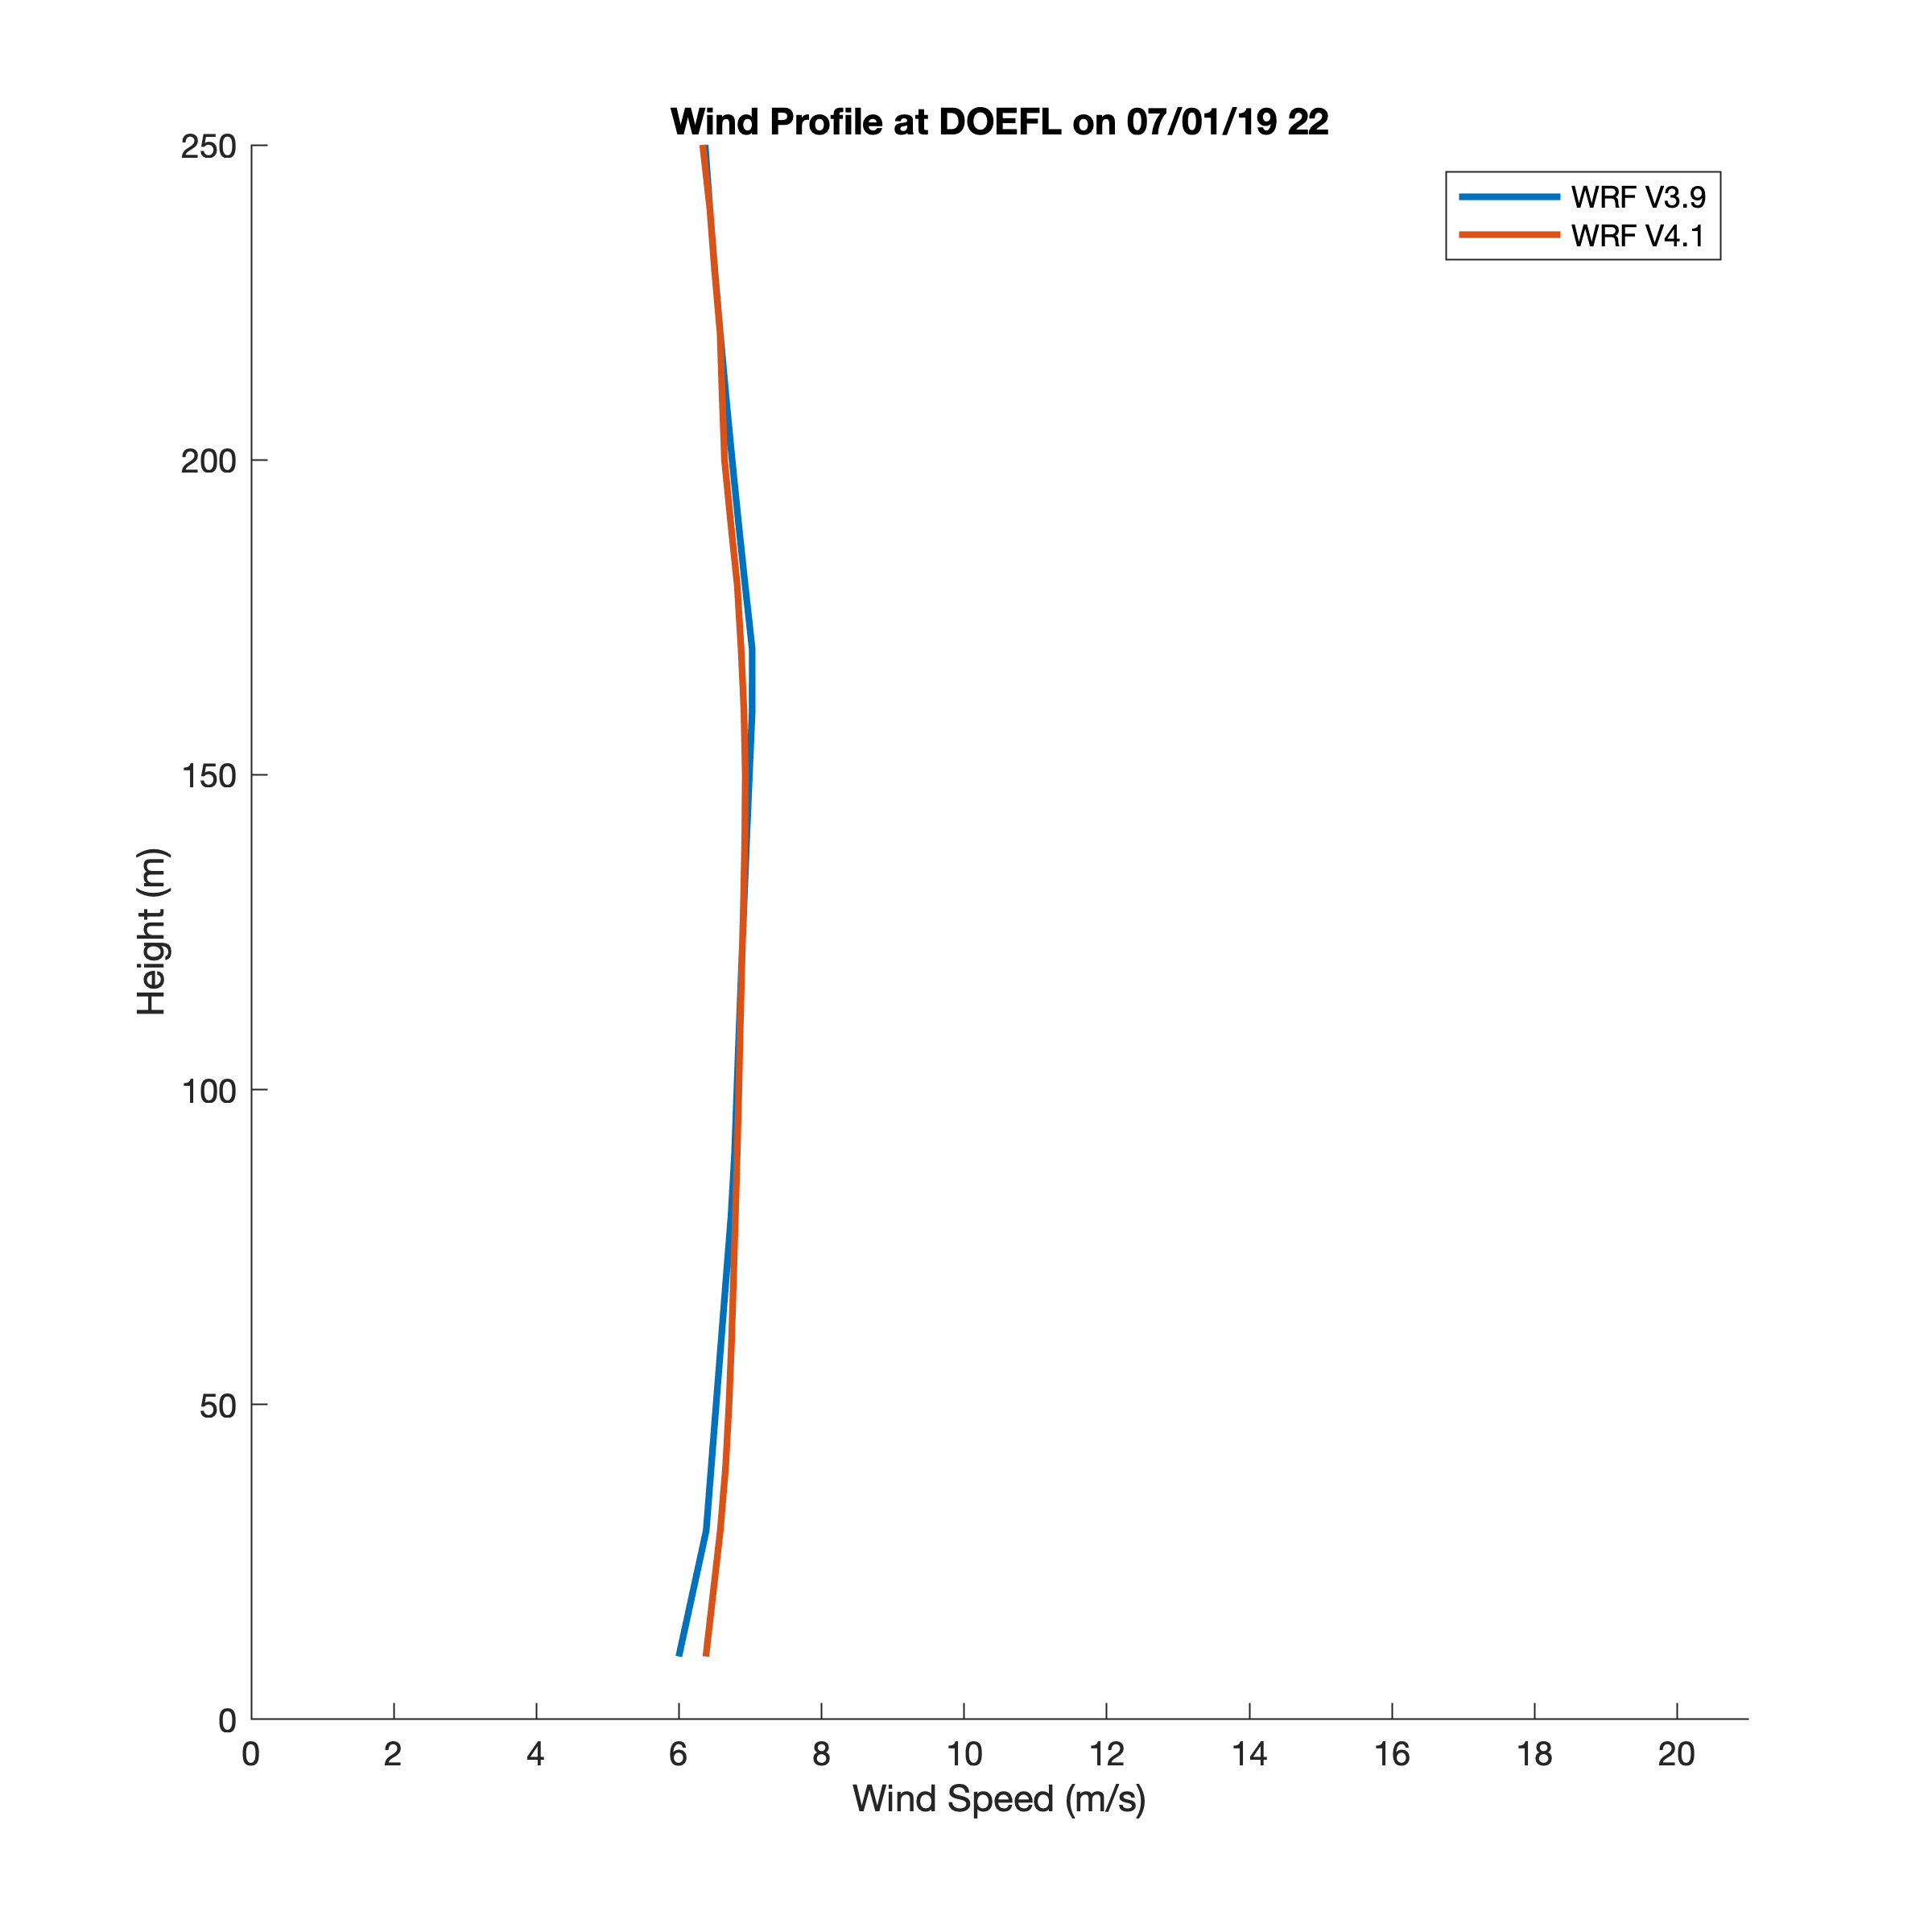 Wind Profile at DOEFL on 07/01/19 22
WRF V3.9
WRF V4.1
250
200
150
100
50
0
Height (m)
0 2 4 6 8 10 12 14 16 18 20
Wind Speed (m/s)